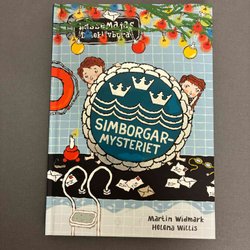 LasseMajas
Detektivbyrå
SIMBORGAR-
MYSTERIET
Martin Widmark
Helena Willis